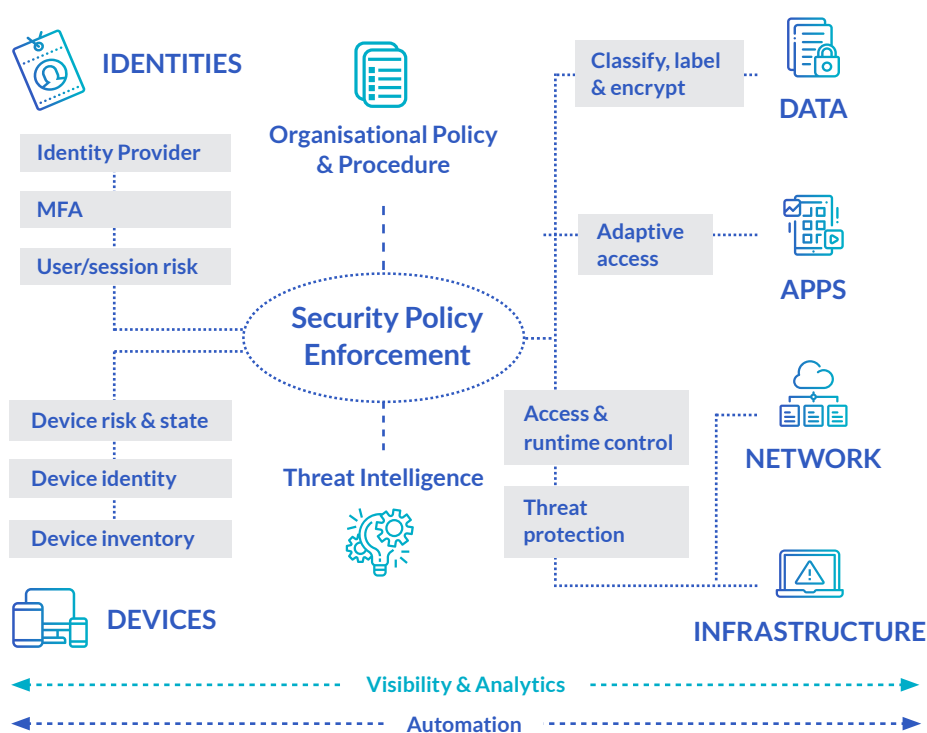 IDENTITIES
Identity Provider
MFA
User/session risk
Device risk & state
Device identity
Device inventory
DEVICES
Organisational Policy
& Procedure
Security Policy
Enforcement
Threat Intelligence
Classify, label
& encrypt
DATA
Adaptive
access
APPS
Access &
runtime control
NETWORK
Threat
protection
INFRASTRUCTURE
Visibility & Analytics
Automation